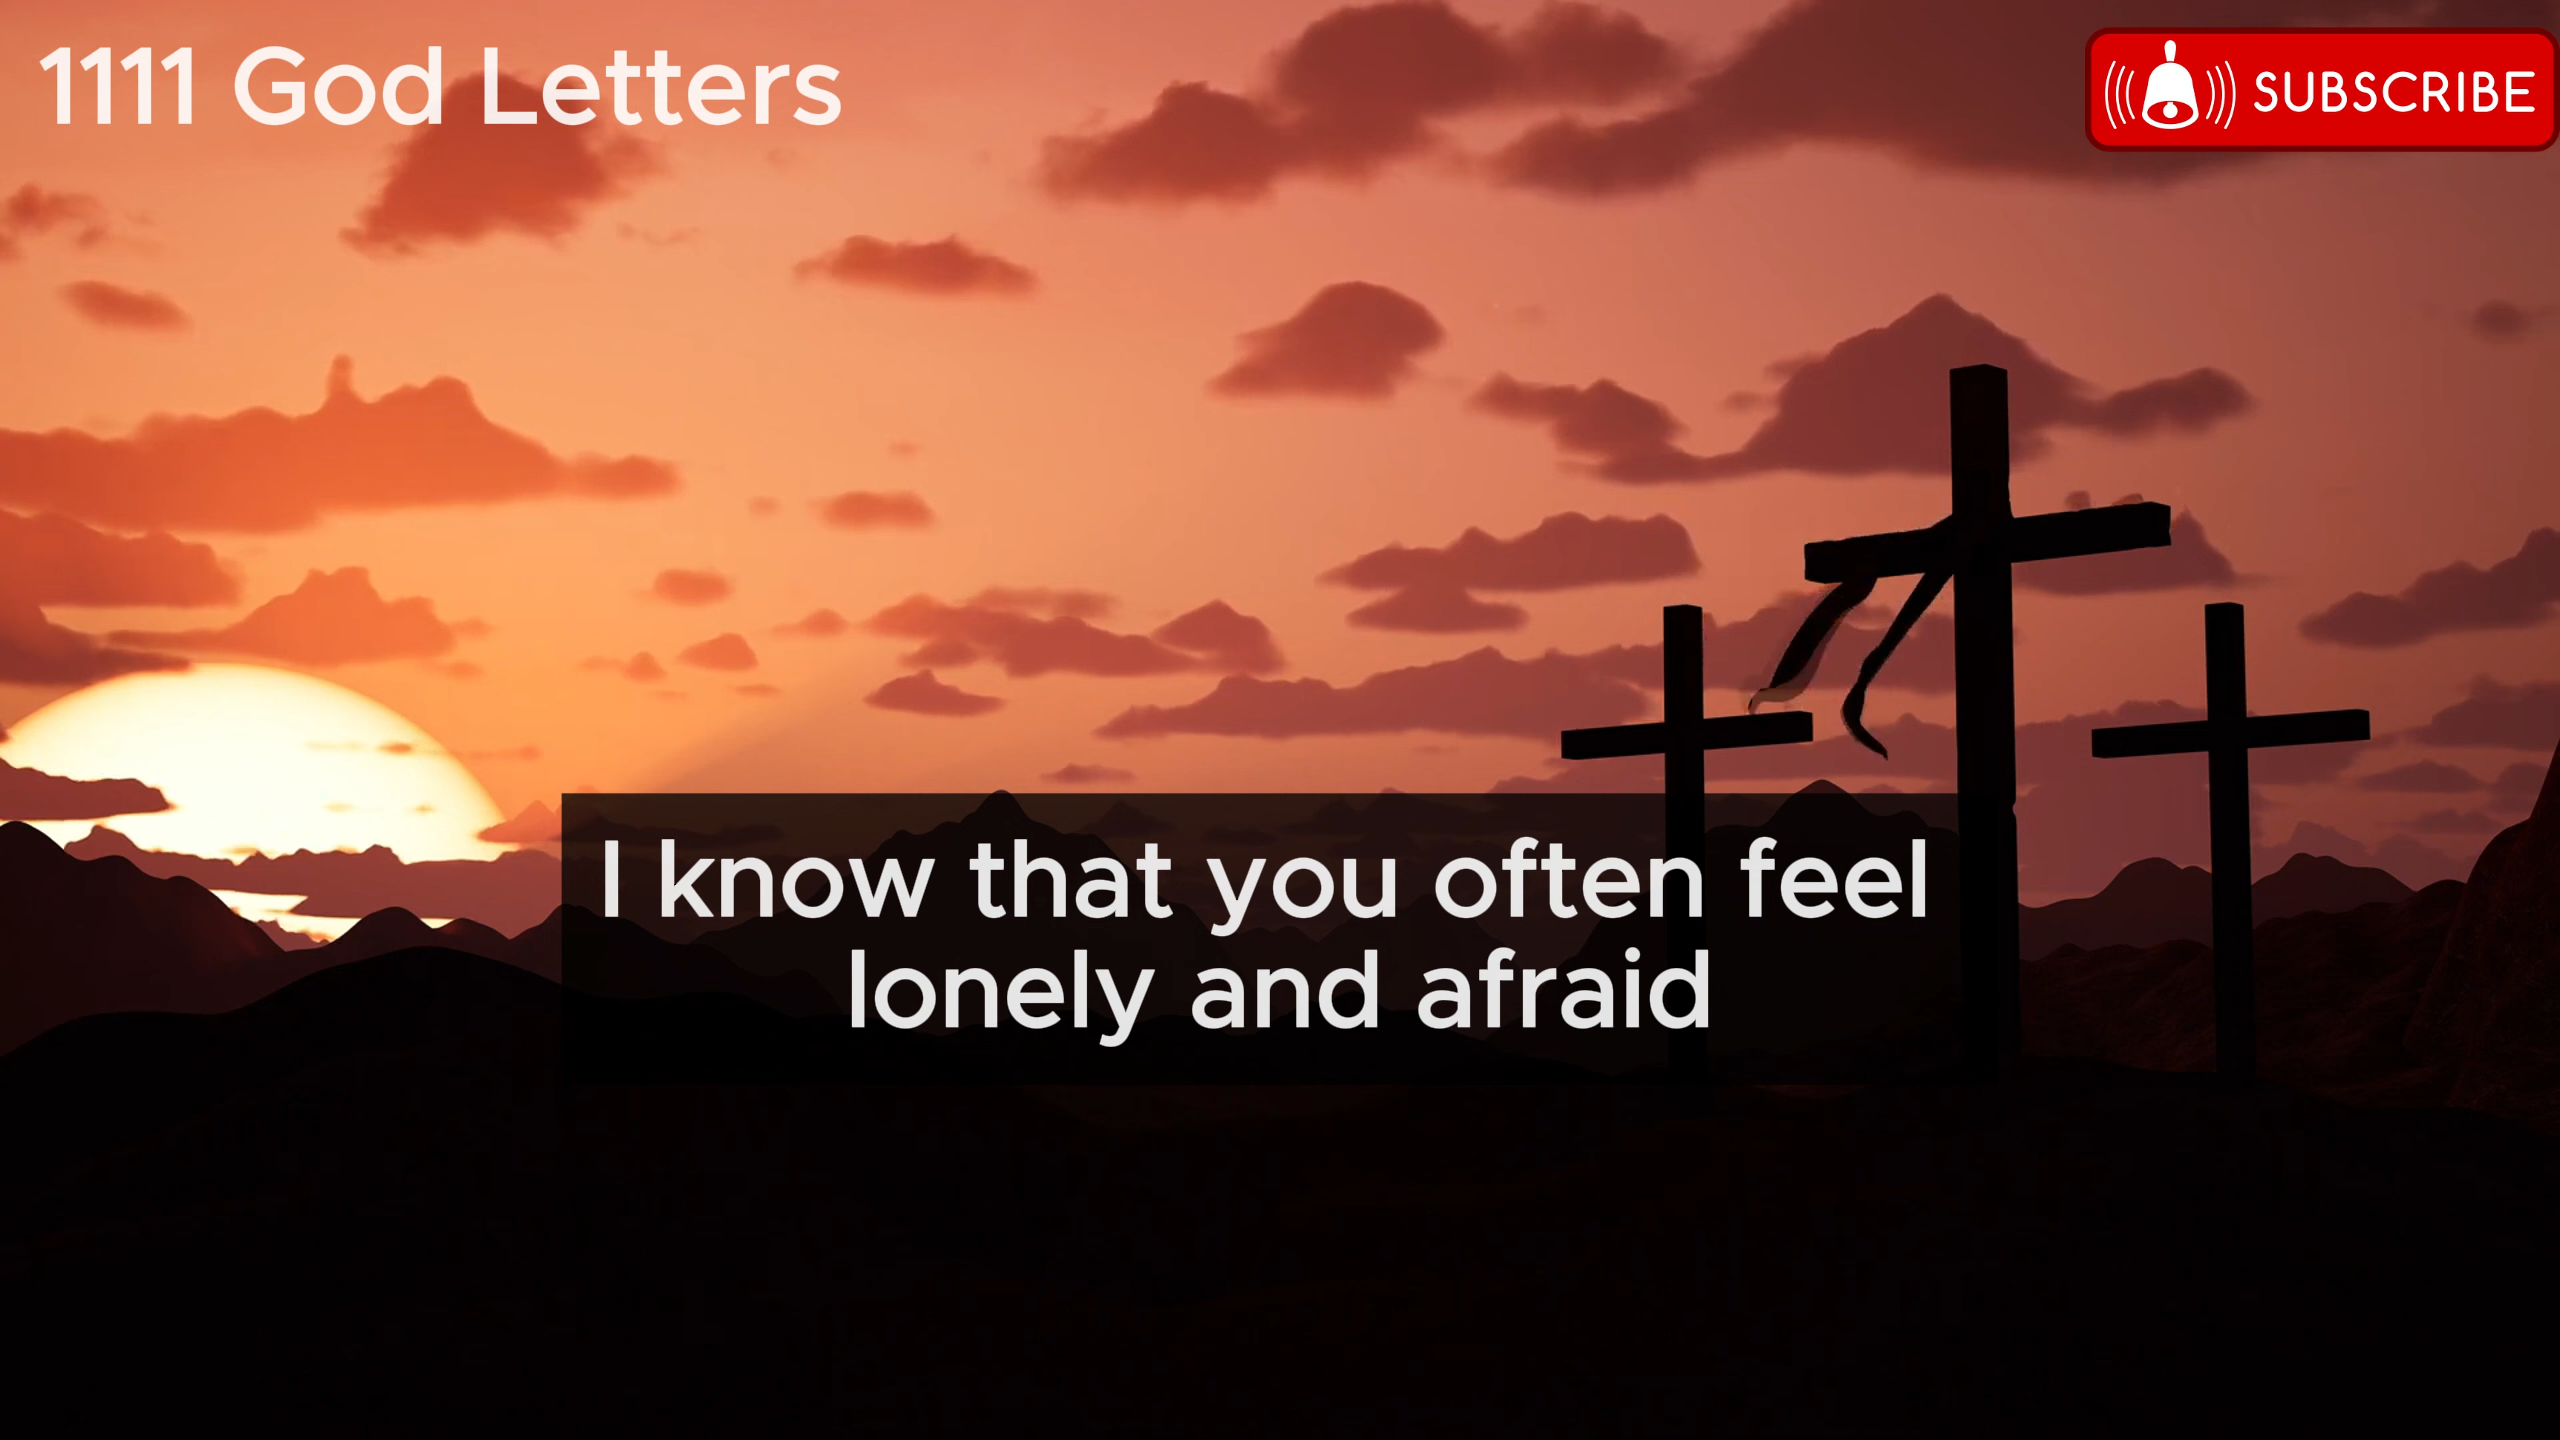 1111 God Letters
SUBSCRIBE
I know that you often feel
lonely and afraid